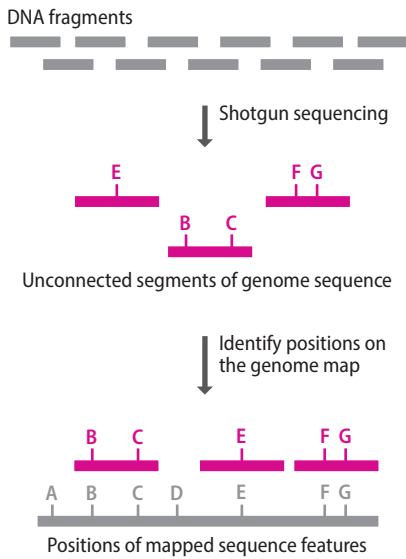 DNA fragments
Shotgun sequencing
E
F G
B C
Unconnected segments of genome sequence
Identify positions on
the genome map
B C E F G
A B C D E F G
Positions of mapped sequence features